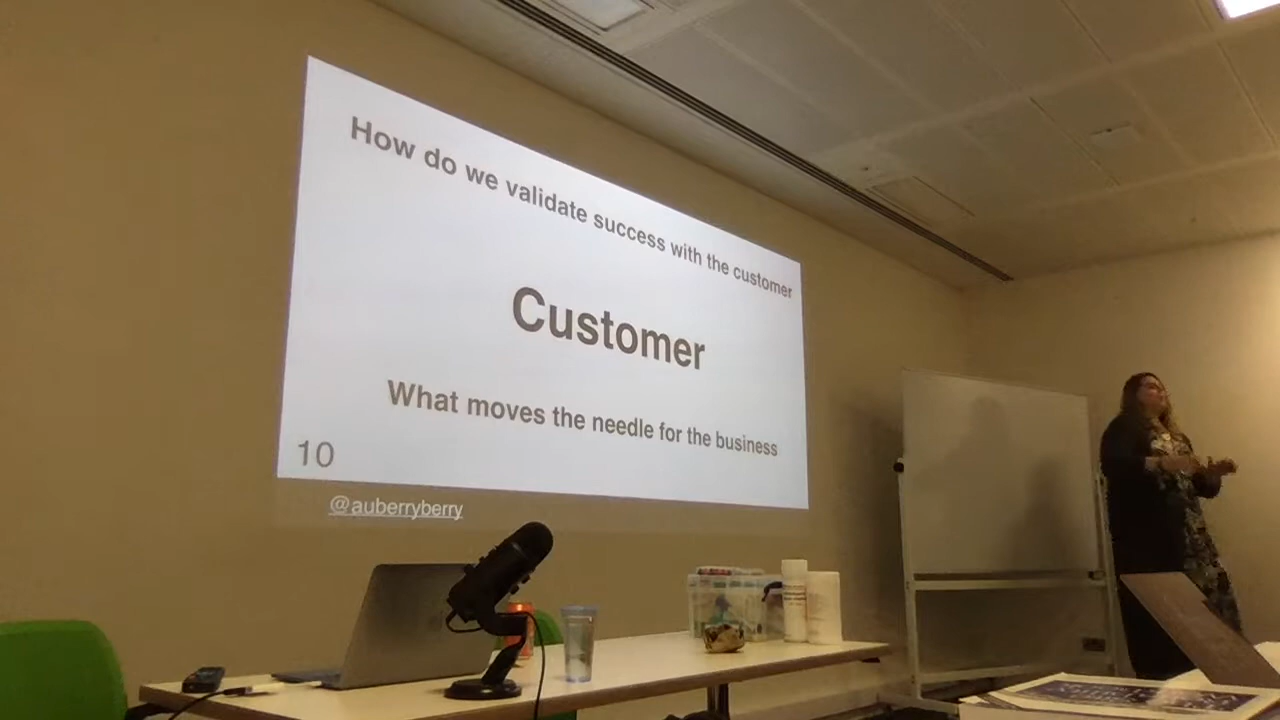 How do we validate success with the customer
Customer
What moves the needle for the business
10
@auberryberry